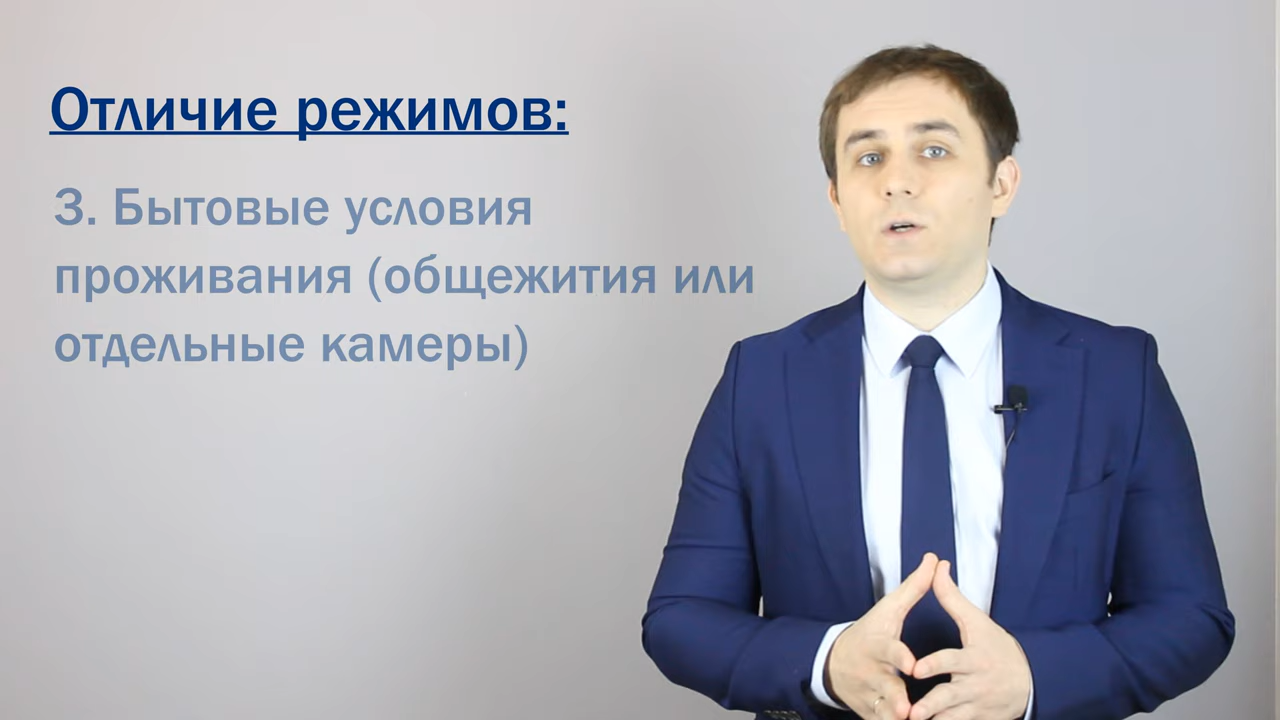 Отличие режимов:
3. Бытовые условия
проживания (общежития или
отдельные камеры)